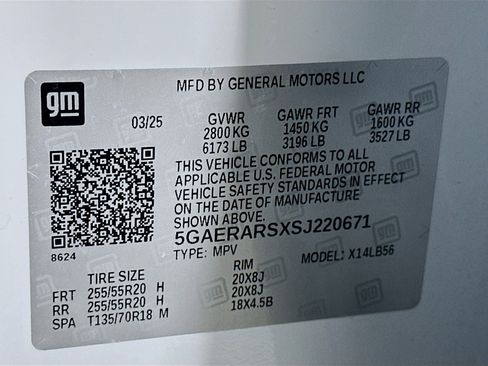 gm
MFD BY GENERAL MOTORS LLC
03/25 GVWR GAWR FRT GAWR RR
2800 KG 1450 KG 1600 KG
6173 LB 3196 LB 3527 LB
THIS VEHICLE CONFORMS TO ALL
APPLICABLE U.S. FEDERAL MOTOR
VEHICLE SAFETY STANDARDS IN EFFECT
ON THE DATE OF MANUFACTURE
SHOWN ABOVE.
8624 5GAERARSXSJ220671
TYPE: MPV MODEL: X14LB56
TIRE SIZE RIM
FRT 255/55R20 H 20X8J
RR 255/55R20 H 20X8J
SPA T135/70R18 M 18X4.5B